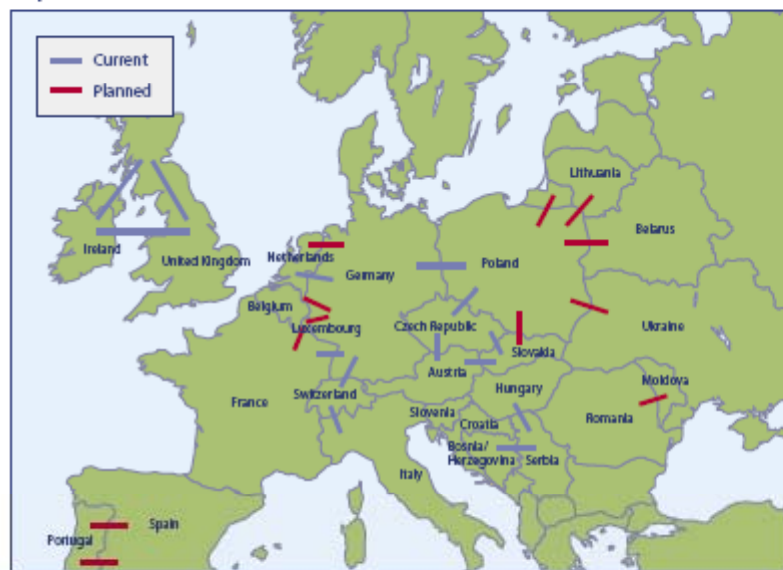 Current
Planned
Lithuania
Belarus
Ireland
United Kingdom
Netherlands
Germany
Poland
Belgium
Luxembourg
Czech Republic
Ukraine
Slovakia
Austria
Moldova
France
Switzerland
Hungary
Slovenia
Croatia
Romania
Bosnia/
Herzegovina
Serbia
Italy
Portugal
Spain